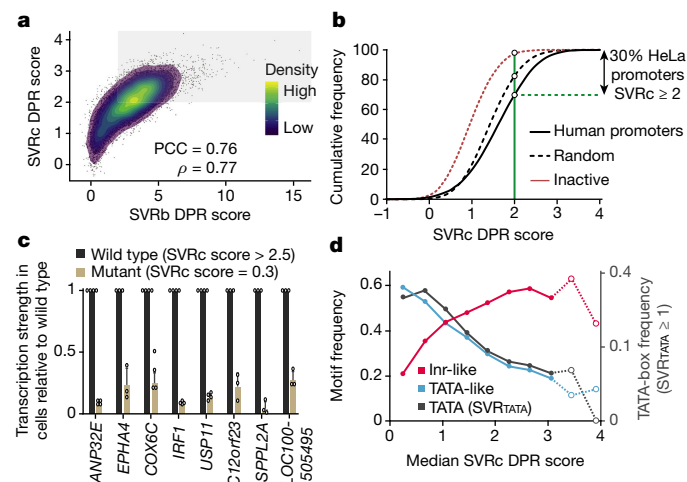 a
SVRc DPR score
4
3
2
1
0
0
5
10
15
SVRb DPR score
Density
High
Low
PCC = 0.76
ρ = 0.77
b
Cumulative frequency
100
80
60
40
20
0
–1
0
1
2
3
4
SVRc DPR score
30% HeLa
promoters
SVRc ≥ 2
Human promoters
Random
Inactive
c
Wild type (SVRc score > 2.5)
Mutant (SVRc score = 0.3)
Transcription strength in
cells relative to wild type
1
0.5
0
ANP32E
EPHA4
COX6C
IRF1
USP11
C12orf23
SPPL2A
LOC100-
505495
d
Motif frequency
0.6
0.4
0.2
0
1
2
3
4
Median SVRc DPR score
Inr-like
TATA-like
TATA (SVRTATA)
0.4
0.1
0
TATA-box frequency
(SVRTATA ≥ 1)